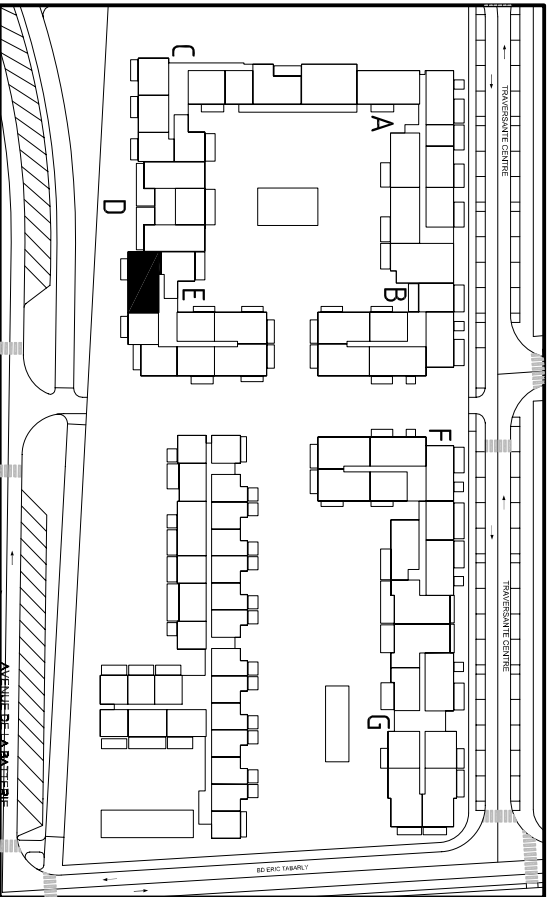 C
TRAVERSANTE CENTRE
A
D
E
B
F
TRAVERSANTE CENTRE
G
AVENUE DE LA BATTERIE
BD ERIC TABARLY